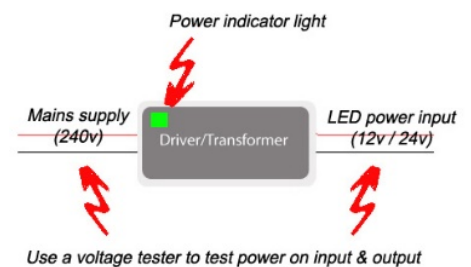 Power indicator light
Mains supply
(240v)
Driver/Transformer
LED power input
(12v / 24v)
Use a voltage tester to test power on input & output